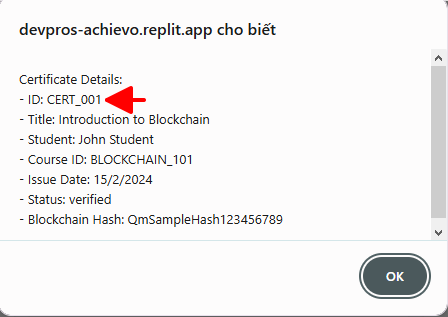 devpros-achievo.replit.app cho biết
Certificate Details:
- ID: CERT_001
- Title: Introduction to Blockchain
- Student: John Student
- Course ID: BLOCKCHAIN_101
- Issue Date: 15/2/2024
- Status: verified
- Blockchain Hash: QmSampleHash123456789
OK